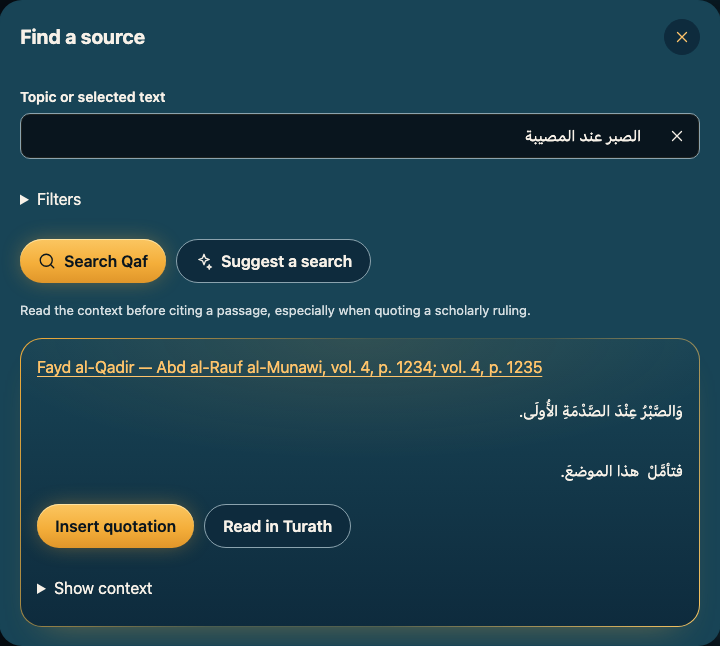 Find a source
Topic or selected text
الصبر عند المصيبة
Filters
Search Qaf
Suggest a search
Read the context before citing a passage, especially when quoting a scholarly ruling.
Fayd al-Qadir — Abd al-Rauf al-Munawi, vol. 4, p. 1234; vol. 4, p. 1235
وَالصَّبْرُ عِنْدَ الصَّدْمَةِ الأُولَى.
فتأمَّلْ هذا الموضعَ.
Insert quotation
Read in Turath
Show context